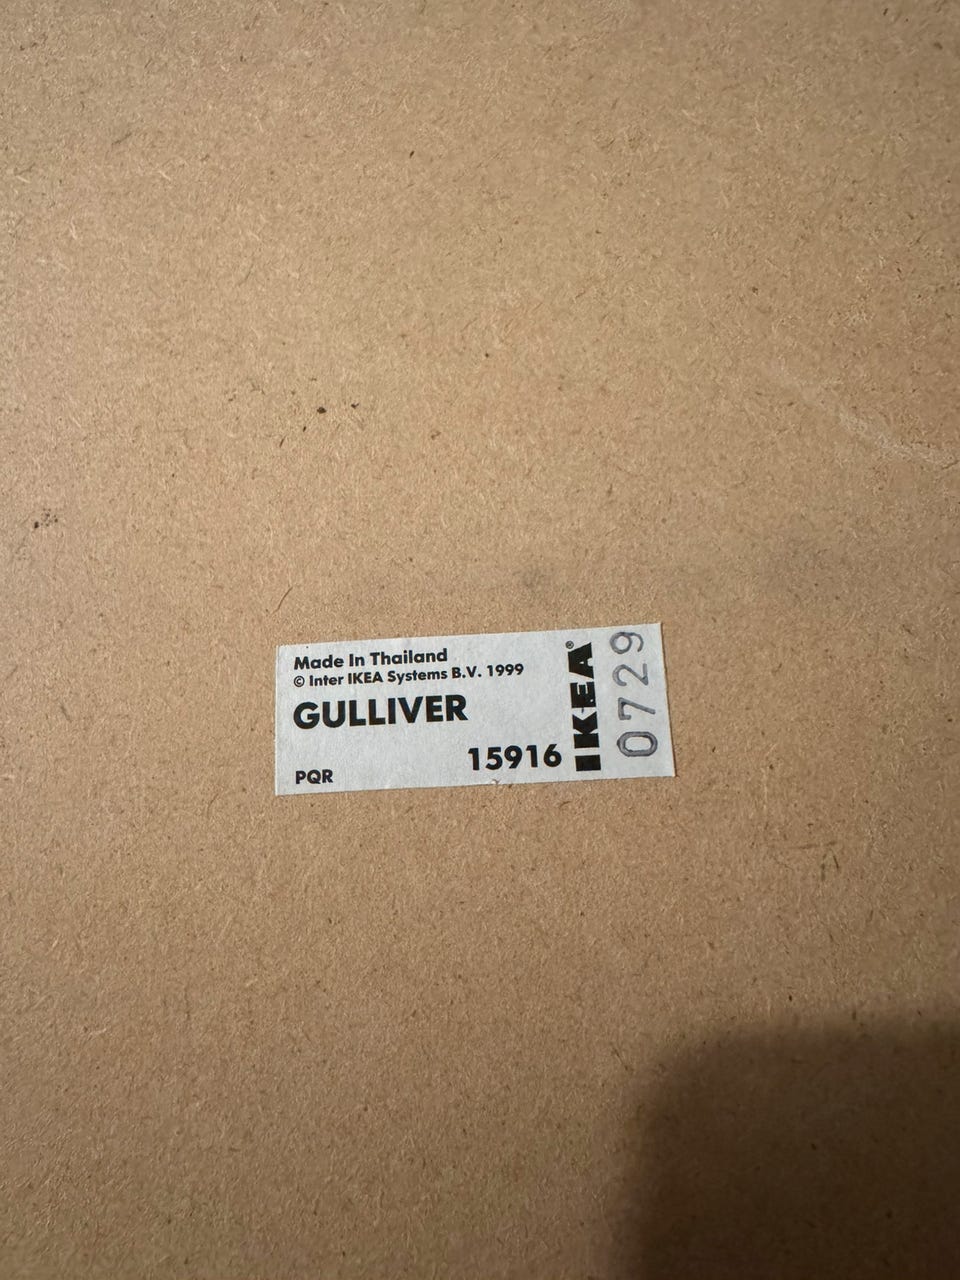 Made In Thailand
© Inter IKEA Systems B.V. 1999
GULLIVER
15916
PQR
IKEA®
0729